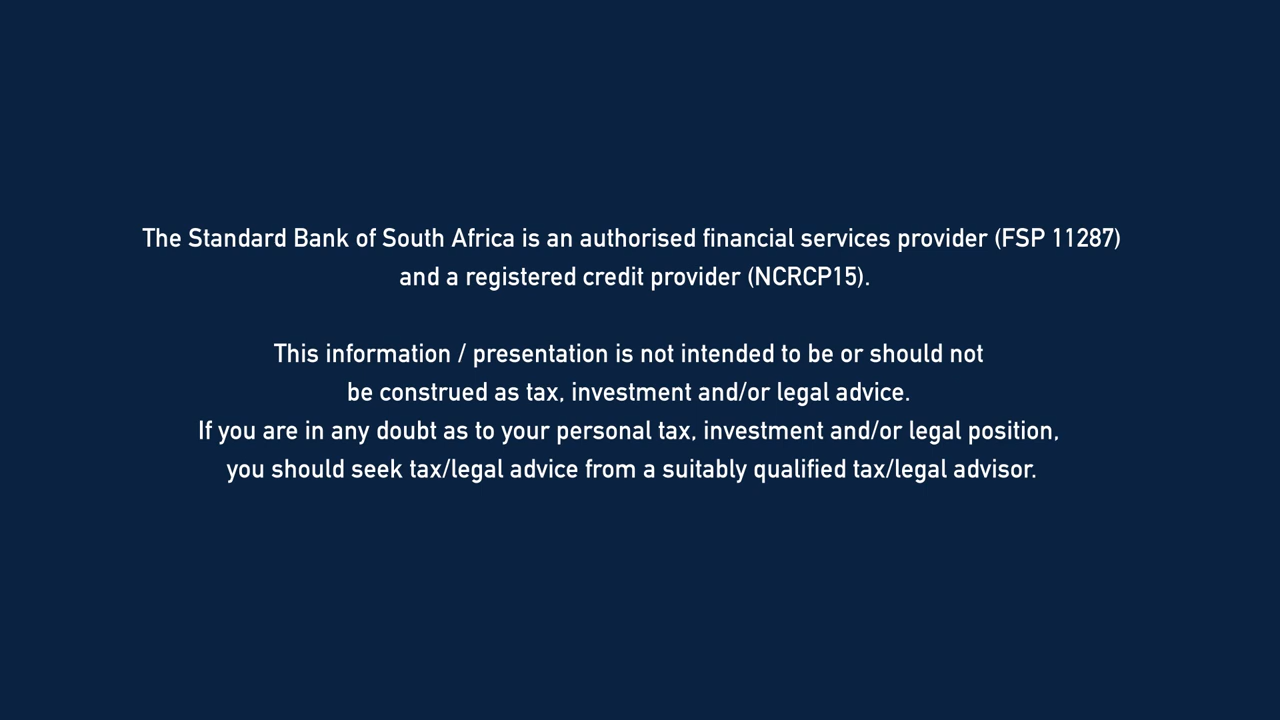 The Standard Bank of South Africa is an authorised financial services provider (FSP 11287)
and a registered credit provider (NCRCP15).
This information / presentation is not intended to be or should not
be construed as tax, investment and/or legal advice.
If you are in any doubt as to your personal tax, investment and/or legal position,
you should seek tax/legal advice from a suitably qualified tax/legal advisor.